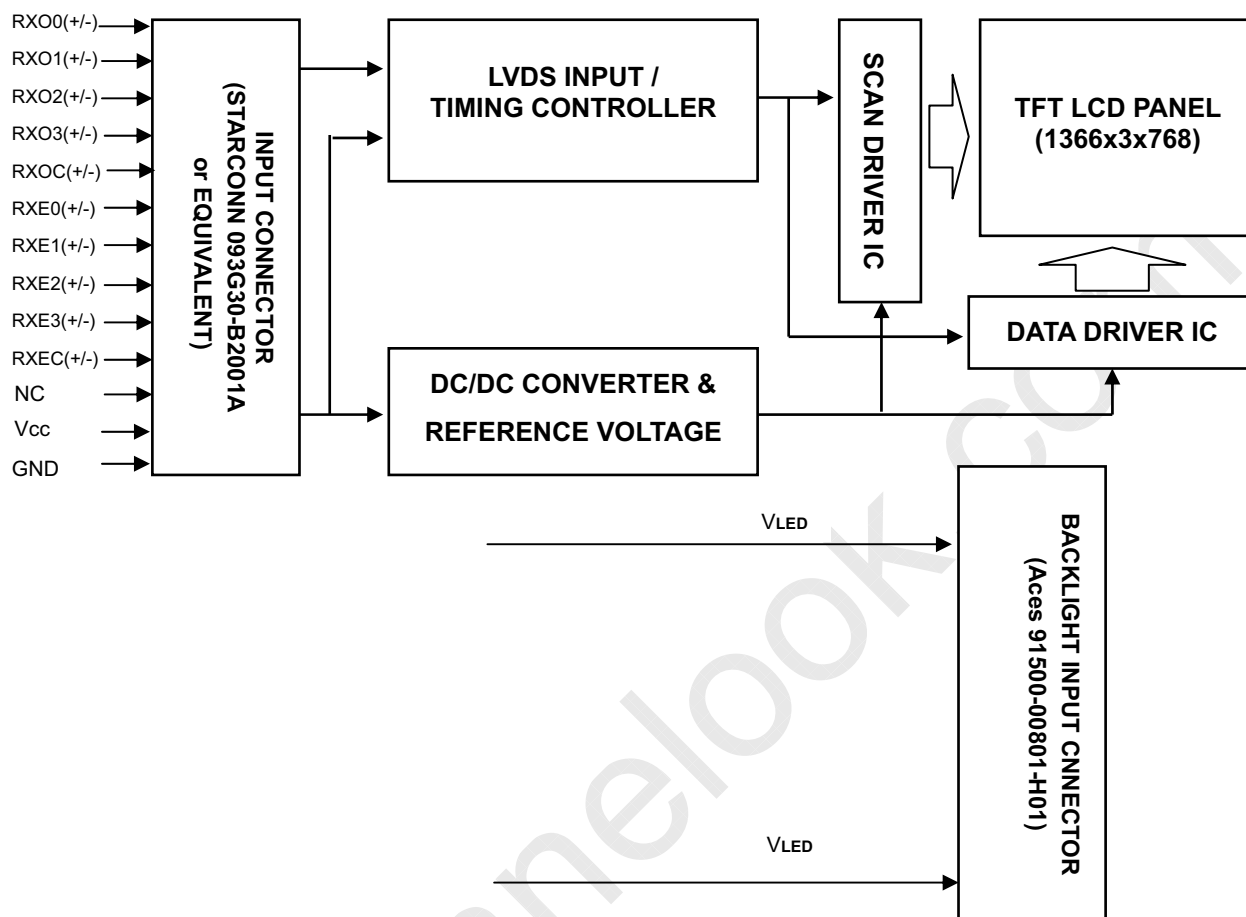 RXO0(+/-)
RXO1(+/-)
RXO2(+/-)
RXO3(+/-)
RXOC(+/-)
RXE0(+/-)
RXE1(+/-)
RXE2(+/-)
RXE3(+/-)
RXEC(+/-)
NC
Vcc
GND
INPUT CONNECTOR
(STARCONN 093G30-B2001A
or EQUIVALENT)
LVDS INPUT /
TIMING CONTROLLER
DC/DC CONVERTER &
REFERENCE VOLTAGE
SCAN DRIVER IC
TFT LCD PANEL
(1366x3x768)
DATA DRIVER IC
VLED
VLED
BACKLIGHT INPUT CNNECTOR
(Aces 91500-00801-H01)
nelook.com